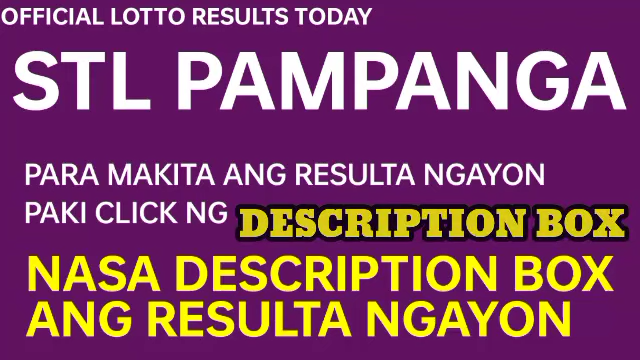 OFFICIAL LOTTO RESULTS TODAY
STL PAMPANGA
PARA MAKITA ANG RESULTA NGAYON
PAKI CLICK NG DESCRIPTION BOX
NASA DESCRIPTION BOX
ANG RESULTA NGAYON